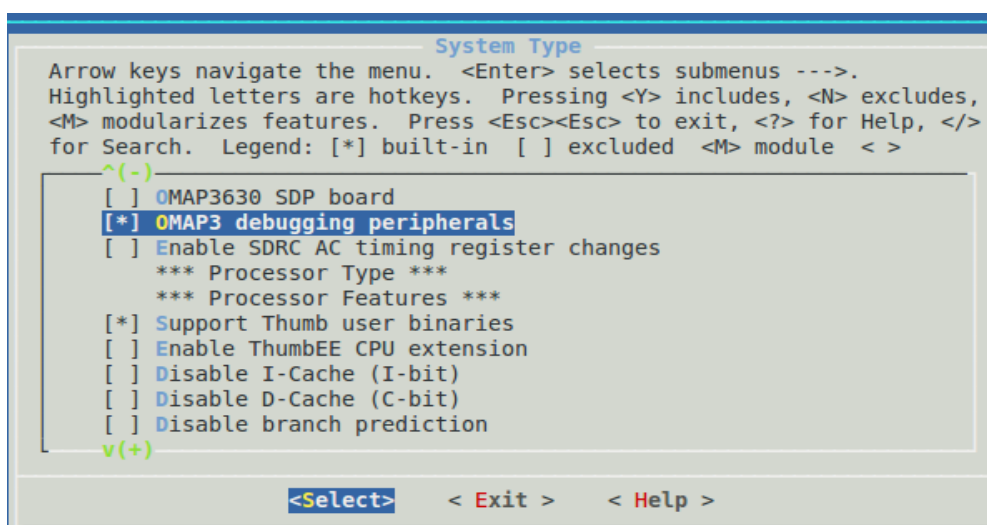 System Type
Arrow keys navigate the menu.  <Enter> selects submenus --->.
Highlighted letters are hotkeys.  Pressing <Y> includes, <N> excludes,
<M> modularizes features.  Press <Esc><Esc> to exit, <?> for Help, </>
for Search.  Legend: [*] built-in  [ ] excluded  <M> module  < >
^(-)
[ ] OMAP3630 SDP board
[*] OMAP3 debugging peripherals
[ ] Enable SDRC AC timing register changes
*** Processor Type ***
*** Processor Features ***
[*] Support Thumb user binaries
[ ] Enable ThumbEE CPU extension
[ ] Disable I-Cache (I-bit)
[ ] Disable D-Cache (C-bit)
[ ] Disable branch prediction
v(+)
<Select>    < Exit >    < Help >